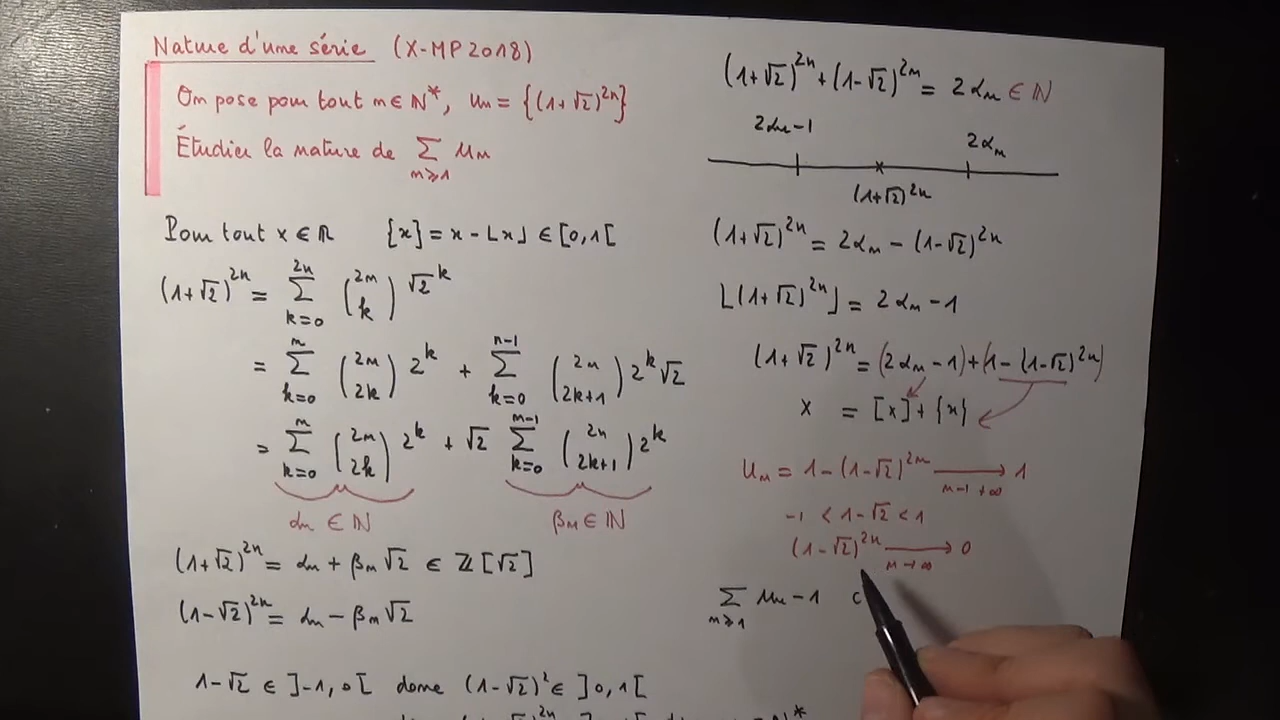 Nature d'une série (X-MP 2018)
On pose pour tout n ∈ ℕ*, uₙ = {(1+√2)²ⁿ}
Étudier la nature de ∑ uₙ
n⩾1
Pour tout x ∈ ℝ {x} = x - ⌊x⌋ ∈ [0,1[
(1+√2)²ⁿ = ∑_{k=0}^{2n} (2n k) √2^k
= ∑_{k=0}^{n} (2n 2k) 2^k + ∑_{k=0}^{n-1} (2n 2k+1) 2^k √2
= ∑_{k=0}^{n} (2n 2k) 2^k + √2 ∑_{k=0}^{n-1} (2n 2k+1) 2^k
αₙ ∈ ℕ βₙ ∈ ℕ
(1+√2)²ⁿ = αₙ + βₙ√2 ∈ ℤ[√2]
(1-√2)²ⁿ = αₙ - βₙ√2
1-√2 ∈ ]-1,0[ donc (1-√2)² ∈ ]0,1[
(1+√2)²ⁿ + (1-√2)²ⁿ = 2αₙ ∈ ℕ
2αₙ-1 2αₙ
(1+√2)²ⁿ
(1+√2)²ⁿ = 2αₙ - (1-√2)²ⁿ
⌊(1+√2)²ⁿ⌋ = 2αₙ - 1
(1+√2)²ⁿ = (2αₙ-1) + (1-(1-√2)²ⁿ)
x = [x] + {x}
uₙ = 1 - (1-√2)²ⁿ → 1
n→+∞
-1 < 1-√2 < 1
(1-√2)²ⁿ → 0
n→∞
∑ uₙ - 1 c
n⩾1